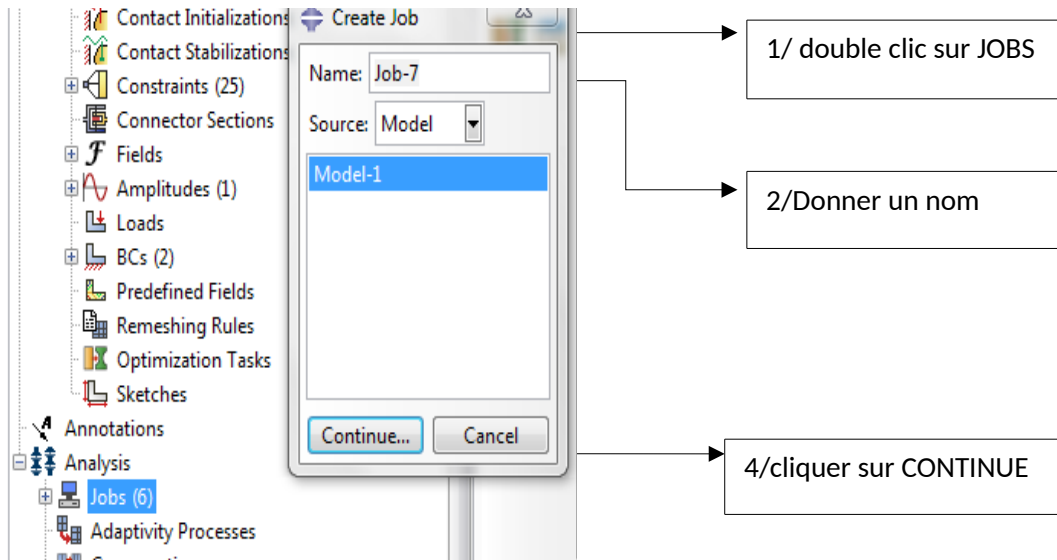 Contact Initializations
Contact Stabilizations
Constraints (25)
Connector Sections
Fields
Amplitudes (1)
Loads
BCs (2)
Predefined Fields
Remeshing Rules
Optimization Tasks
Sketches
Annotations
Analysis
Jobs (6)
Adaptivity Processes
Create Job
Name: Job-7
Source: Model
Model-1
Continue...
Cancel
1/ double clic sur JOBS
2/Donner un nom
4/cliquer sur CONTINUE